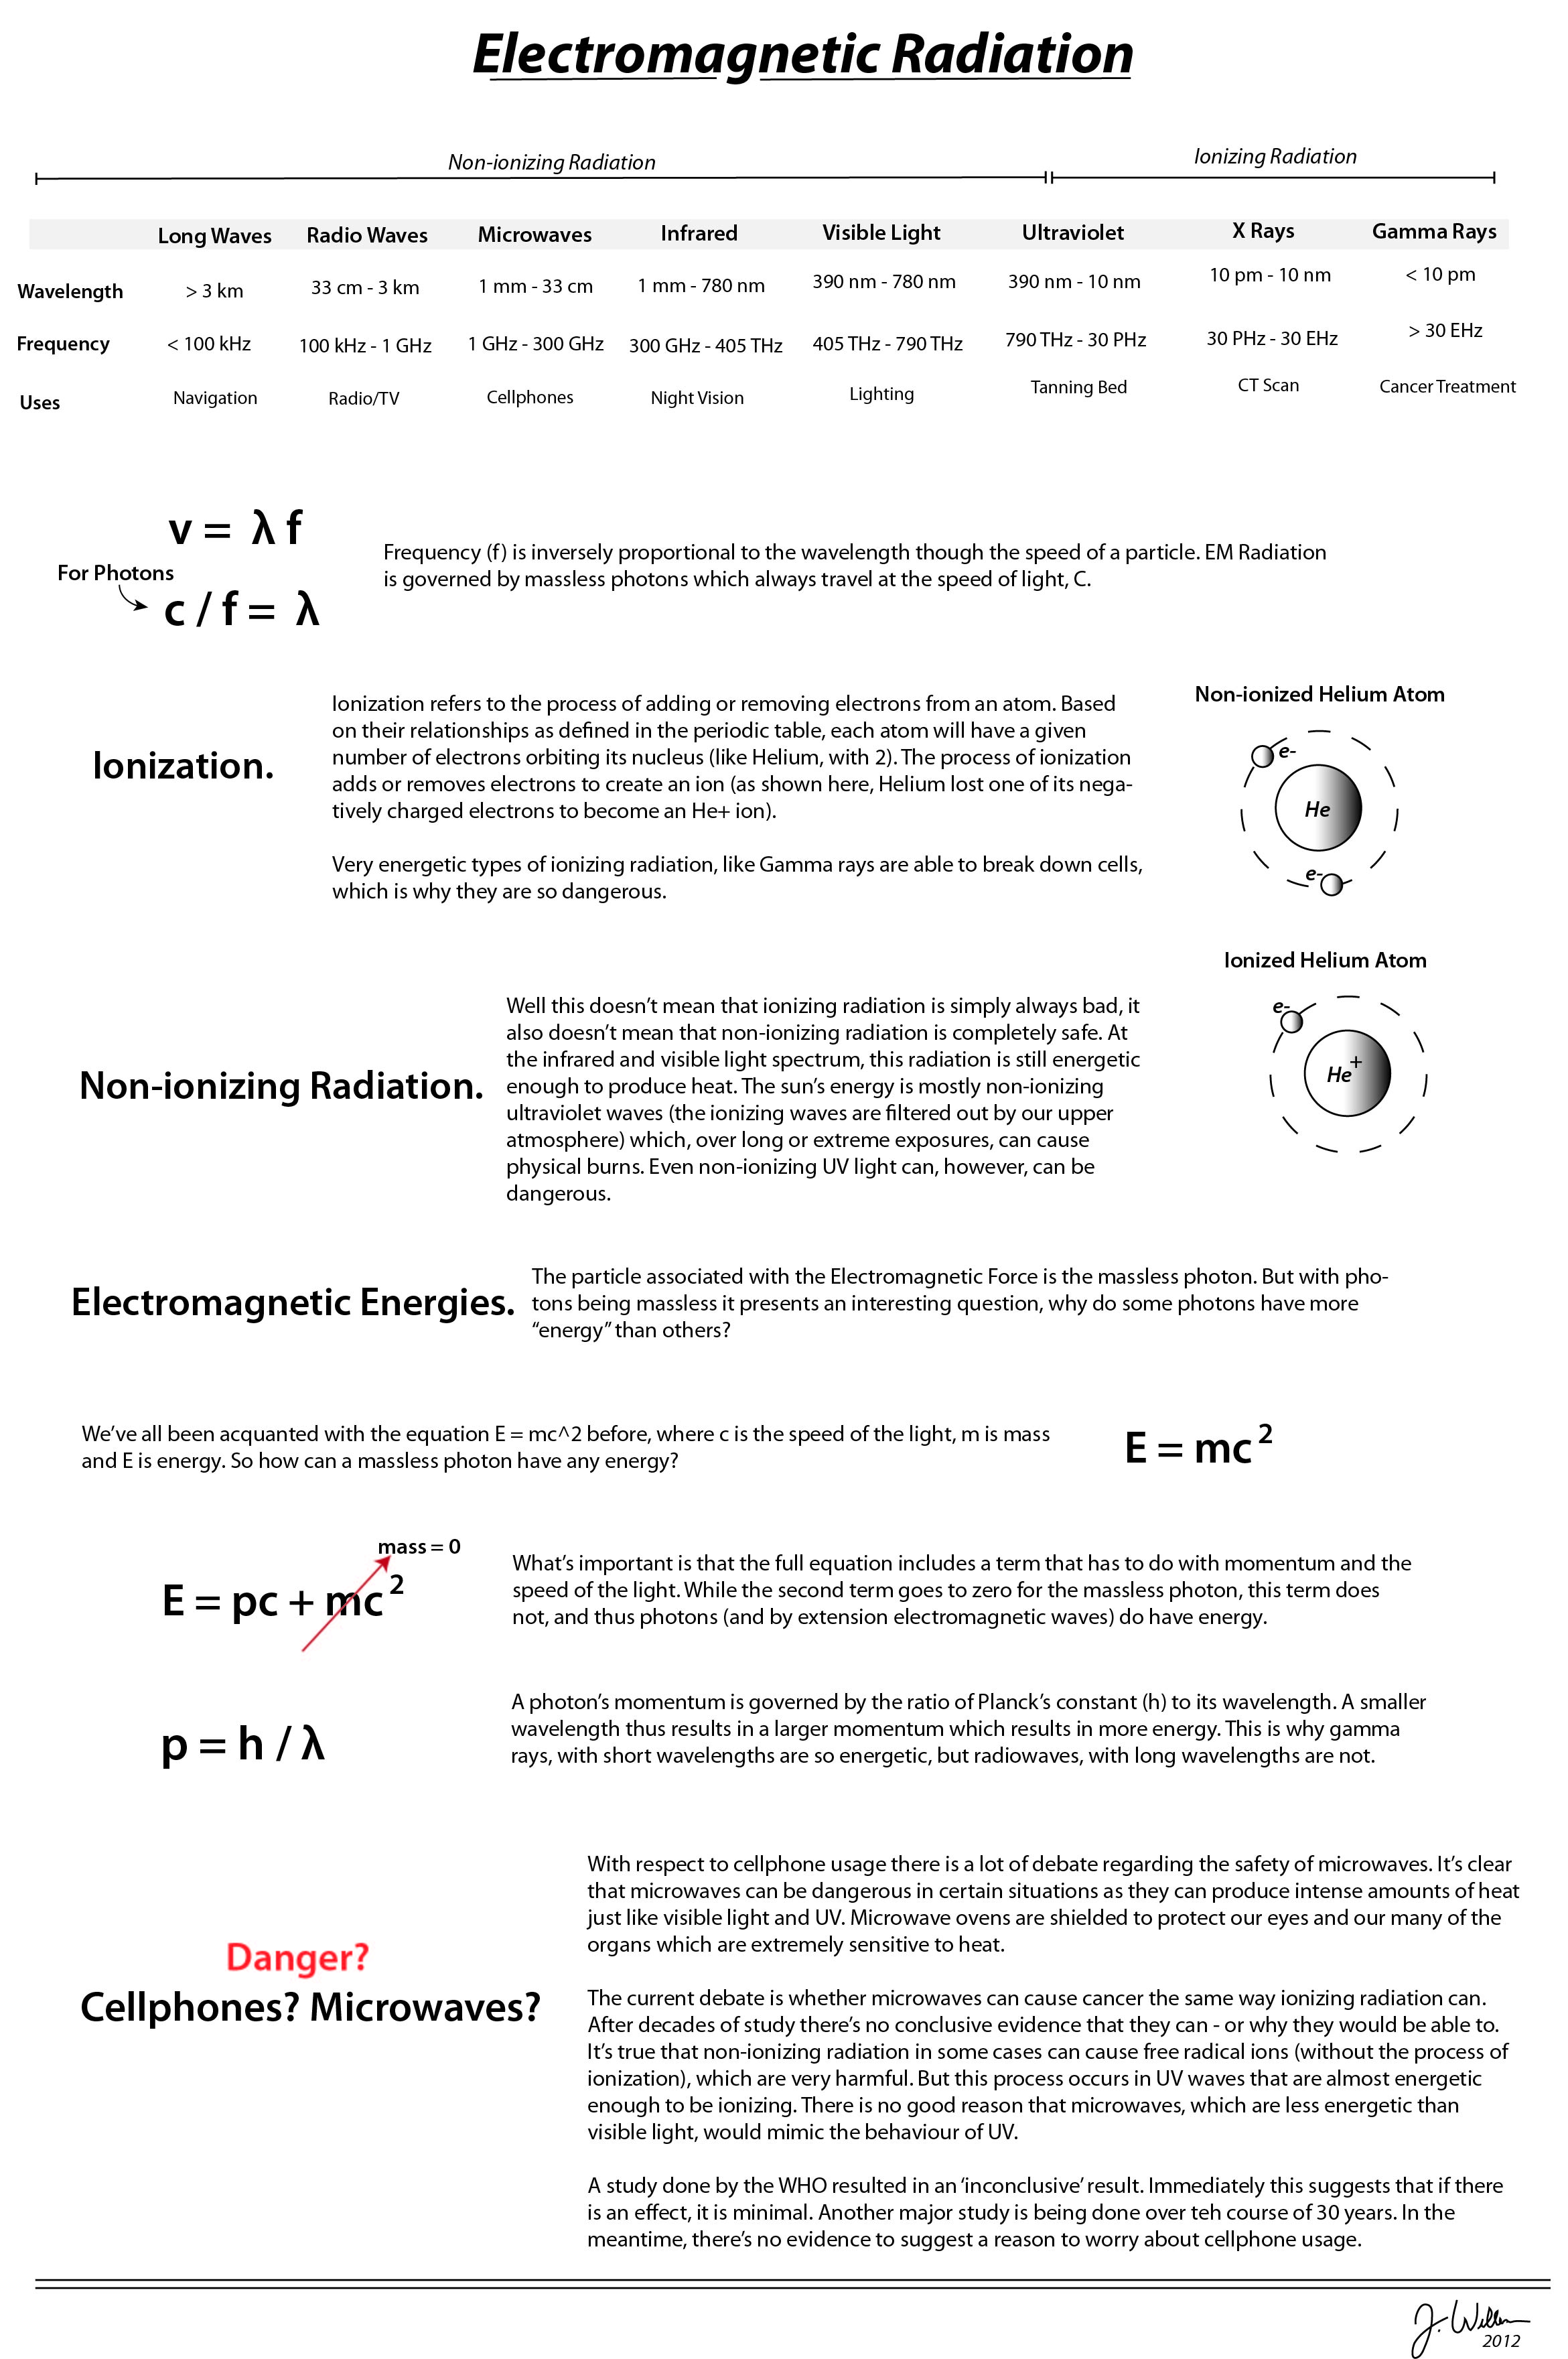 Electromagnetic Radiation
Non-ionizing Radiation
Ionizing Radiation
Long Waves Radio Waves Microwaves Infrared Visible Light Ultraviolet X Rays Gamma Rays
Wavelength > 3 km 33 cm - 3 km 1 mm - 33 cm 1 mm - 780 nm 390 nm - 780 nm 390 nm - 10 nm 10 pm - 10 nm < 10 pm
Frequency < 100 kHz 100 kHz - 1 GHz 1 GHz - 300 GHz 300 GHz - 405 THz 405 THz - 790 THz 790 THz - 30 PHz 30 PHz - 30 EHz > 30 EHz
Uses Navigation Radio/TV Cellphones Night Vision Lighting Tanning Bed CT Scan Cancer Treatment
v = λ f
For Photons
c / f = λ
Frequency (f) is inversely proportional to the wavelength though the speed of a particle. EM Radiation
is governed by massless photons which always travel at the speed of light, C.
Ionization.
Ionization refers to the process of adding or removing electrons from an atom. Based
on their relationships as defined in the periodic table, each atom will have a given
number of electrons orbiting its nucleus (like Helium, with 2). The process of ionization
adds or removes electrons to create an ion (as shown here, Helium lost one of its nega-
tively charged electrons to become an He+ ion).
Very energetic types of ionizing radiation, like Gamma rays are able to break down cells,
which is why they are so dangerous.
Non-ionized Helium Atom
e-
He
e-
Ionized Helium Atom
e-
He+
Non-ionizing Radiation.
Well this doesn’t mean that ionizing radiation is simply always bad, it
also doesn’t mean that non-ionizing radiation is completely safe. At
the infrared and visible light spectrum, this radiation is still energetic
enough to produce heat. The sun’s energy is mostly non-ionizing
ultraviolet waves (the ionizing waves are filtered out by our upper
atmosphere) which, over long or extreme exposures, can cause
physical burns. Even non-ionizing UV light can, however, can be
dangerous.
Electromagnetic Energies.
The particle associated with the Electromagnetic Force is the massless photon. But with pho-
tons being massless it presents an interesting question, why do some photons have more
“energy” than others?
We’ve all been acquanted with the equation E = mc^2 before, where c is the speed of the light, m is mass
and E is energy. So how can a massless photon have any energy?
E = mc²
mass = 0
E = pc + mc²
What’s important is that the full equation includes a term that has to do with momentum and the
speed of the light. While the second term goes to zero for the massless photon, this term does
not, and thus photons (and by extension electromagnetic waves) do have energy.
p = h / λ
A photon’s momentum is governed by the ratio of Planck’s constant (h) to its wavelength. A smaller
wavelength thus results in a larger momentum which results in more energy. This is why gamma
rays, with short wavelengths are so energetic, but radiowaves, with long wavelengths are not.
Danger?
Cellphones? Microwaves?
With respect to cellphone usage there is a lot of debate regarding the safety of microwaves. It’s clear
that microwaves can be dangerous in certain situations as they can produce intense amounts of heat
just like visible light and UV. Microwave ovens are shielded to protect our eyes and our many of the
organs which are extremely sensitive to heat.
The current debate is whether microwaves can cause cancer the same way ionizing radiation can.
After decades of study there’s no conclusive evidence that they can - or why they would be able to.
It’s true that non-ionizing radiation in some cases can cause free radical ions (without the process of
ionization), which are very harmful. But this process occurs in UV waves that are almost energetic
enough to be ionizing. There is no good reason that microwaves, which are less energetic than
visible light, would mimic the behaviour of UV.
A study done by the WHO resulted in an ‘inconclusive’ result. Immediately this suggests that if there
is an effect, it is minimal. Another major study is being done over teh course of 30 years. In the
meantime, there’s no evidence to suggest a reason to worry about cellphone usage.
J.
2012